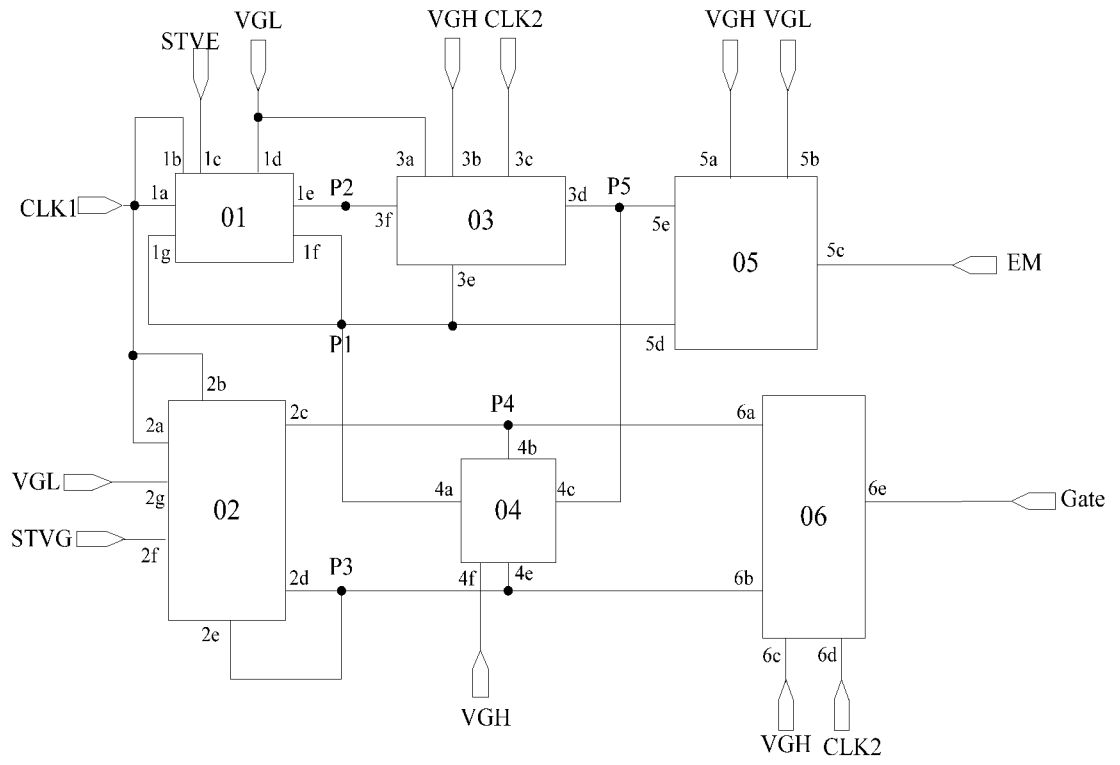 VGL
STVE
VGH CLK2
VGH VGL
1b 1c 1d
3a 3b 3c
5a 5b
CLK1
1a 01 1e P2
3f 03 3d P5
5e 05 5c EM
1g 1f
3e
P1
5d
2b
2a 2c P4 6a
4b
VGL
2g 02
4a 04 4c
06 6e Gate
STVG
2f
2d P3 4f 4e 6b
2e
6c 6d
VGH
VGH CLK2